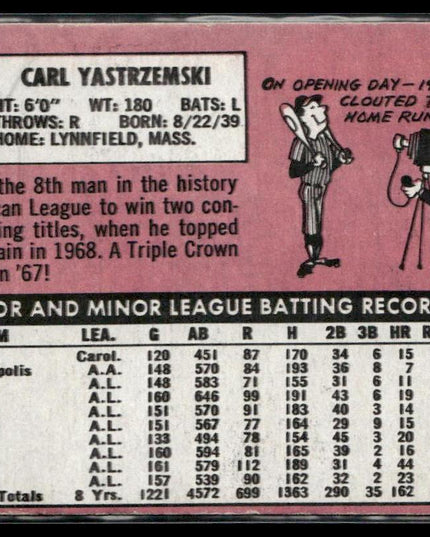 CARL YASTRZEMSKI
HT: 6'0" WT: 180 BATS: L
THROWS: R BORN: 8/22/39
HOME: LYNNFIELD, MASS.
ON OPENING DAY—19
CLOUTED T
HOME RUN
the 8th man in the history
can League to win two con-
ing titles, when he topped
ain in 1968. A Triple Crown
n '67!
OR AND MINOR LEAGUE BATTING RECOR
M LEA. G AB R H 2B 3B HR R
Carol. 120 451 87 170 34 6 15
polis A.A. 148 570 84 193 36 8 7
A.L. 148 583 71 155 31 6 11
A.L. 160 646 99 191 43 6 19
A.L. 151 570 91 183 40 3 14
A.L. 151 567 77 164 29 9 15
A.L. 133 494 78 154 45 3 20
A.L. 160 594 81 165 39 2 16
A.L. 161 579 112 189 31 4 44
A.L. 157 539 90 162 32 2 23
Totals 8 Yrs. 1221 4572 699 1363 290 35 162